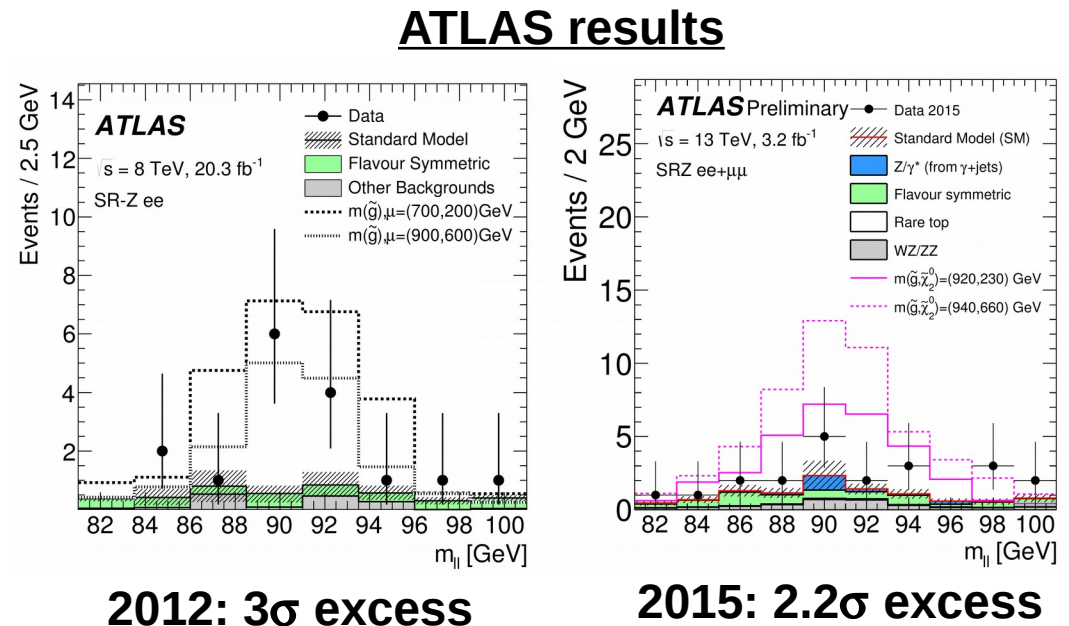 ATLAS results
Events / 2.5 GeV
14
12
10
8
6
4
2
ATLAS
√s = 8 TeV, 20.3 fb⁻¹
SR-Z ee
Data
Standard Model
Flavour Symmetric
Other Backgrounds
m(g̃),μ=(700,200)GeV
m(g̃),μ=(900,600)GeV
82 84 86 88 90 92 94 96 98 100
m_ll [GeV]
2012: 3σ excess
Events / 2 GeV
25
20
15
10
5
0
ATLAS Preliminary
√s = 13 TeV, 3.2 fb⁻¹
SRZ ee+μμ
Data 2015
Standard Model (SM)
Z/γ* (from γ+jets)
Flavour symmetric
Rare top
WZ/ZZ
m(g̃,χ̃⁰₂)=(920,230) GeV
m(g̃,χ̃⁰₂)=(940,660) GeV
82 84 86 88 90 92 94 96 98 100
m_ll [GeV]
2015: 2.2σ excess